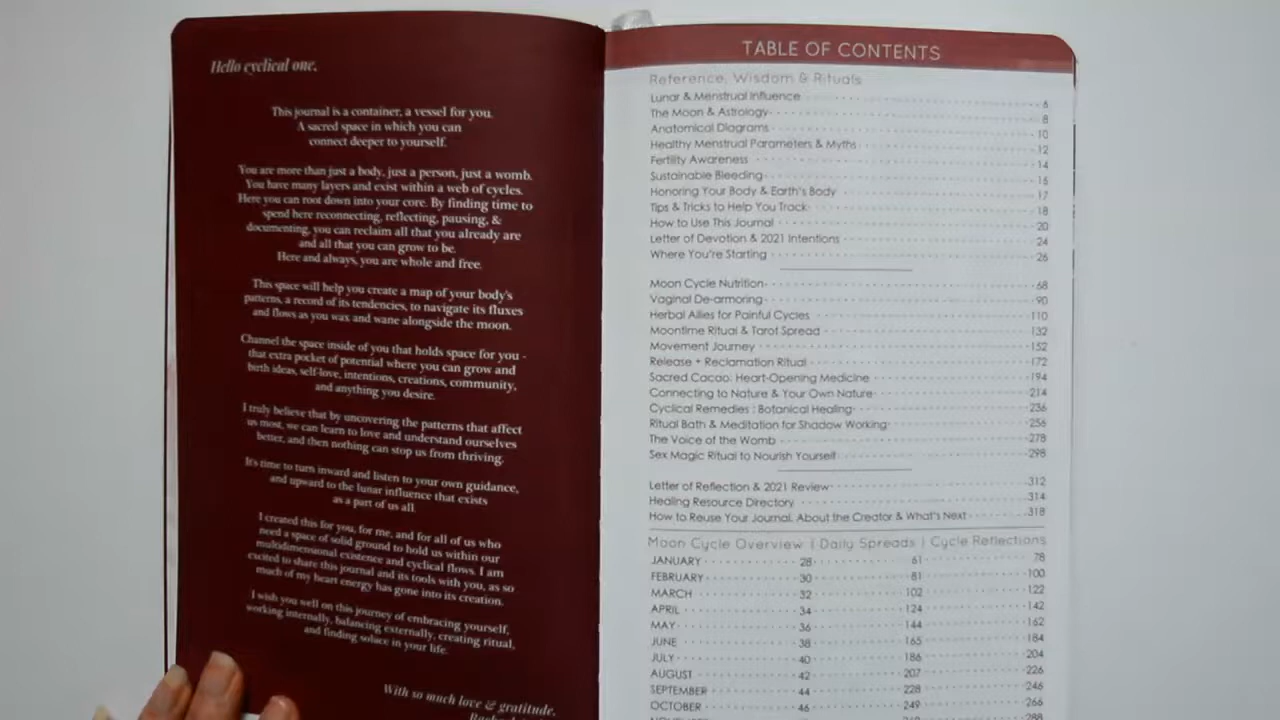 Hello cyclical one,
This journal is a container, a vessel for you.
A sacred space in which you can
connect deeper to yourself.
You are more than just a body, just a person, just a womb.
You have many layers and exist within a web of cycles.
Here you can root down into your core. By finding time to
spend here reconnecting, reflecting, pausing, &
documenting, you can reclaim all that you already are
and all that you can grow to be.
Here and always, you are whole and free.
This space will help you create a map of your body's
patterns, a record of its tendencies, to navigate its fluxes
and flows as you wax and wane alongside the moon.
Channel the space inside of you that holds space for you -
that extra pocket of potential where you can grow and
birth ideas, self-love, intentions, creations, community,
and anything you desire.
I truly believe that by uncovering the patterns that affect
us most, we can learn to love and understand ourselves
better, and then nothing can stop us from thriving.
It's time to turn inward and listen to your own guidance,
and upward to the lunar influence that exists
as a part of us all.
I created this for you, for me, and for all of us who
need a space of solid ground to hold us within our
multidimensional existence and cyclical flows. I am
excited to share this journal and its tools with you, as so
much of my heart energy has gone into its creation.
I wish you well on this journey of embracing yourself,
working internally, balancing externally, creating ritual,
and finding solace in your life.
With so much love & gratitude,
TABLE OF CONTENTS
Reference, Wisdom & Rituals
Lunar & Menstrual Influence 6
The Moon & Astrology 8
Anatomical Diagrams 10
Healthy Menstrual Parameters & Myths 12
Fertility Awareness 14
Sustainable Bleeding 16
Honoring Your Body & Earth's Body 17
Tips & Tricks to Help You Track 18
How to Use This Journal 20
Letter of Devotion & 2021 Intentions 24
Where You're Starting 26
Moon Cycle Nutrition 68
Vaginal De-armoring 90
Herbal Allies for Painful Cycles 110
Moontime Ritual & Tarot Spread 132
Movement Journey 152
Release + Reclamation Ritual 172
Sacred Cacao: Heart-Opening Medicine 194
Connecting to Nature & Your Own Nature 214
Cyclical Remedies : Botanical Healing 236
Ritual Bath & Meditation for Shadow Working 256
The Voice of the Womb 278
Sex Magic Ritual to Nourish Yourself 298
Letter of Reflection & 2021 Review 312
Healing Resource Directory 314
How to Reuse Your Journal, About the Creator & What's Next 318
Moon Cycle Overview | Daily Spreads | Cycle Reflections
JANUARY 28 61 78
FEBRUARY 30 81 100
MARCH 32 102 122
APRIL 34 124 142
MAY 36 144 162
JUNE 38 165 184
JULY 40 186 204
AUGUST 42 207 226
SEPTEMBER 44 228 246
OCTOBER 46 249 266